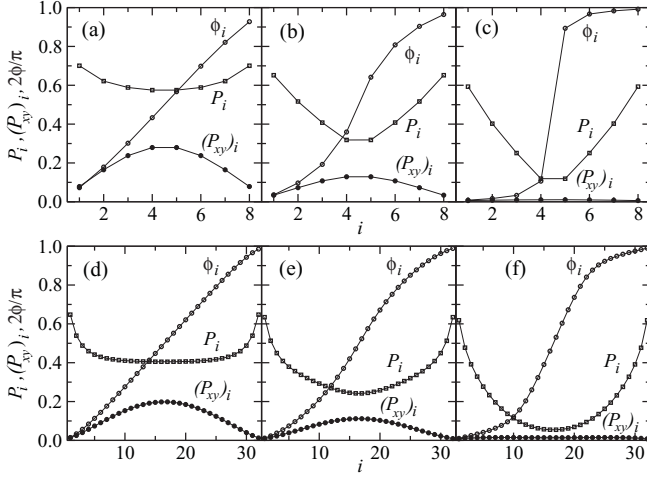 P_i, (P_xy)_i, 2ϕ/π
1.0
0.8
0.6
0.4
0.2
0.0
(a)
ϕ_i
P_i
(P_xy)_i
(b)
ϕ_i
P_i
(P_xy)_i
(c)
ϕ_i
P_i
(P_xy)_i
2 4 6 8 2 4 6 8 2 4 6 8
i
P_i, (P_xy)_i, 2ϕ/π
1.0
0.8
0.6
0.4
0.2
0.0
(d)
ϕ_i
P_i
(P_xy)_i
(e)
ϕ_i
P_i
(P_xy)_i
(f)
ϕ_i
P_i
(P_xy)_i
10 20 30 10 20 30 10 20 30
i